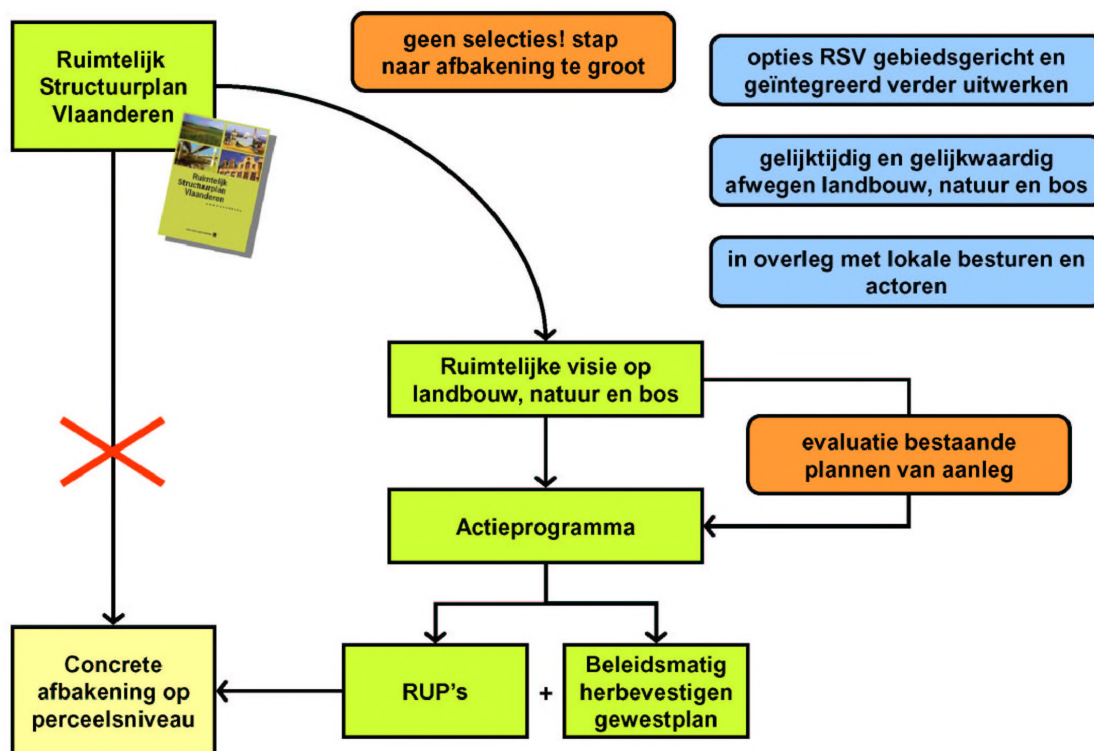 Ruimtelijk
Structuurplan
Vlaanderen
Ruimtelijk
Structuurplan
Vlaanderen
geen selecties! stap
naar afbakening te groot
opties RSV gebiedsgericht en
geïntegreerd verder uitwerken
gelijktijdig en gelijkwaardig
afwegen landbouw, natuur en bos
in overleg met lokale besturen en
actoren
Ruimtelijke visie op
landbouw, natuur en bos
evaluatie bestaande
plannen van aanleg
Actieprogramma
Concrete
afbakening op
perceelsniveau
RUP's
+
Beleidsmatig
herbevestigen
gewestplan